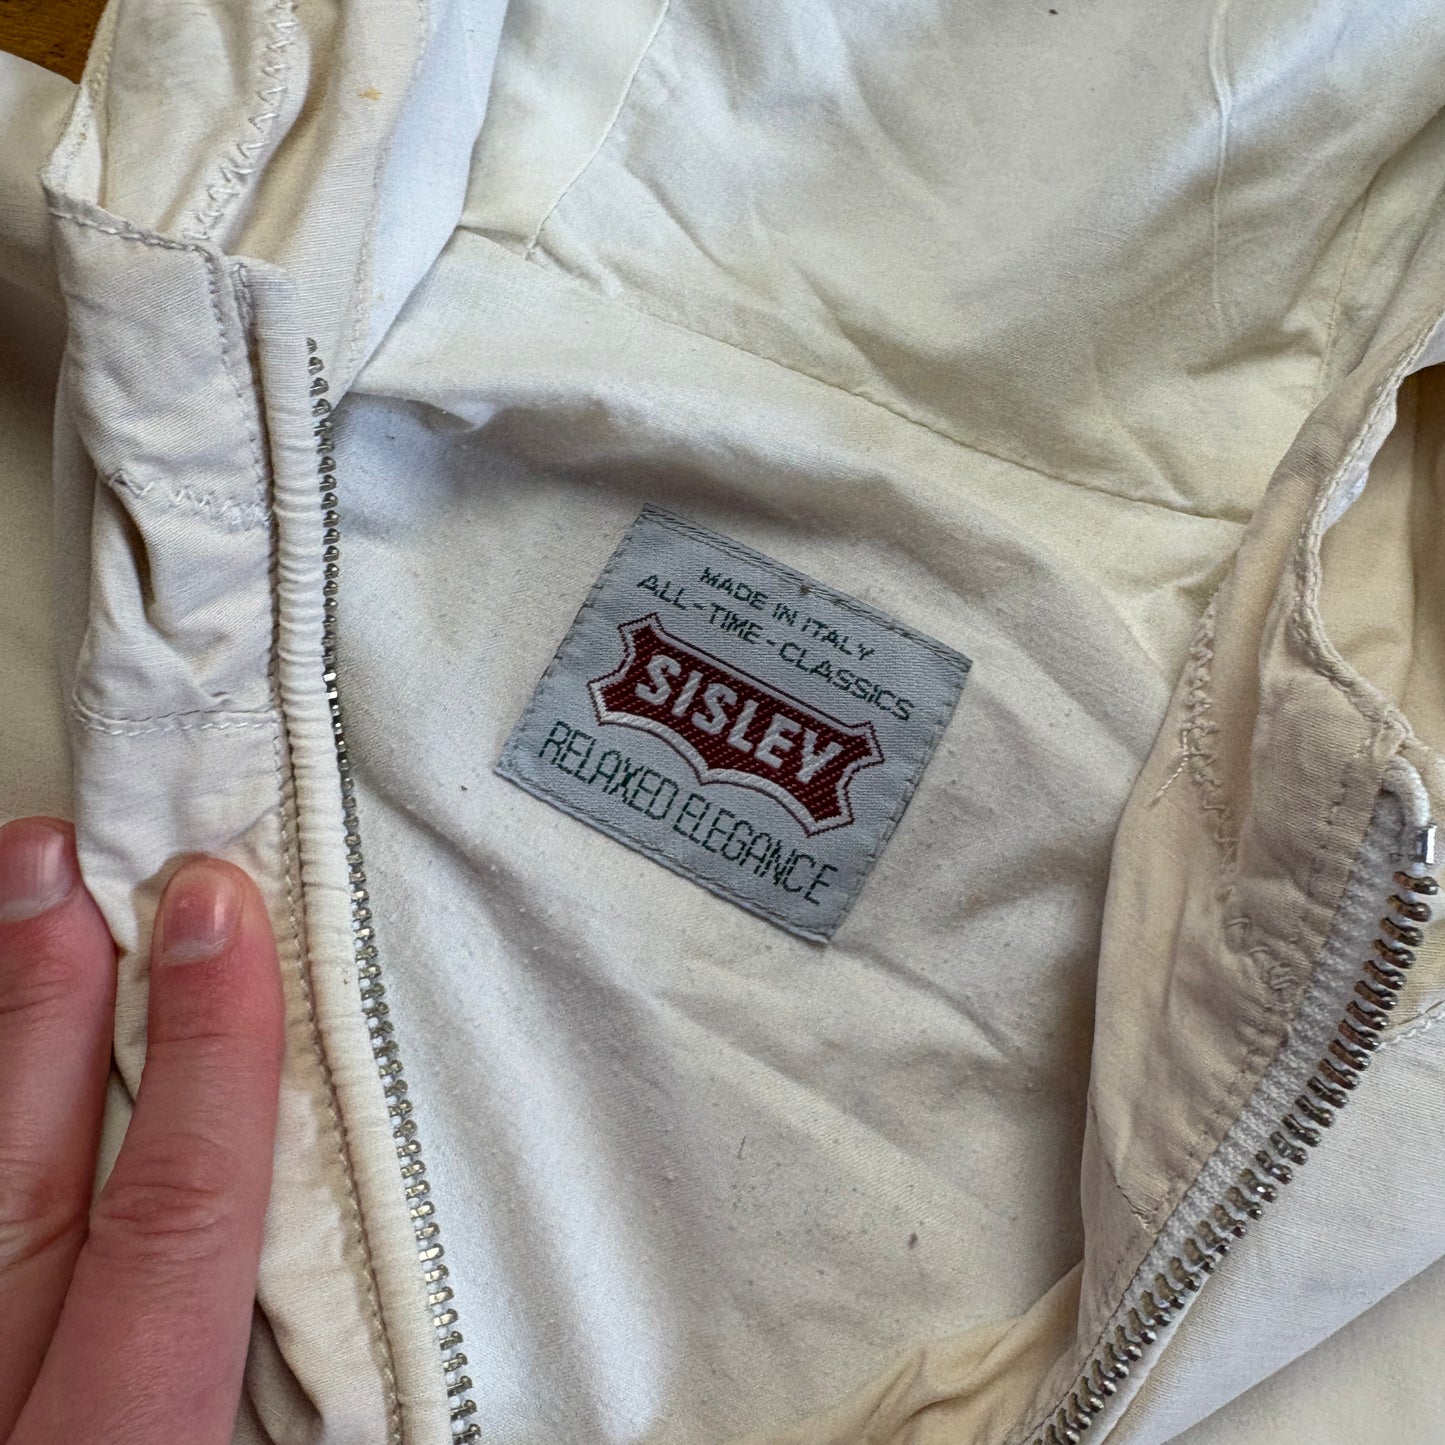 MADE IN ITALY
ALL-TIME-CLASSICS
SISLEY
RELAXED ELEGANCE